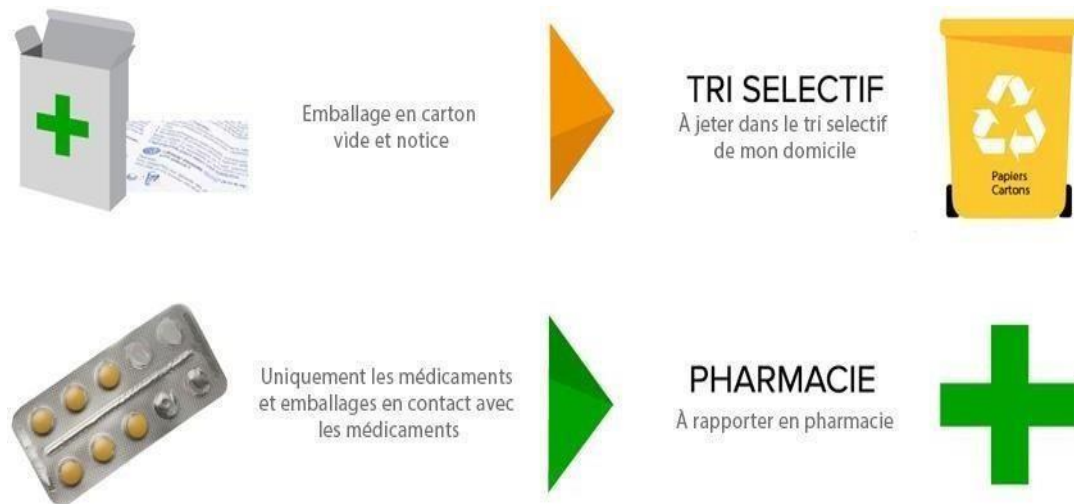 Emballage en carton
vide et notice
TRI SELECTIF
À jeter dans le tri selectif
de mon domicile
Papiers
Cartons
Uniquement les médicaments
et emballages en contact avec
les médicaments
PHARMACIE
À rapporter en pharmacie